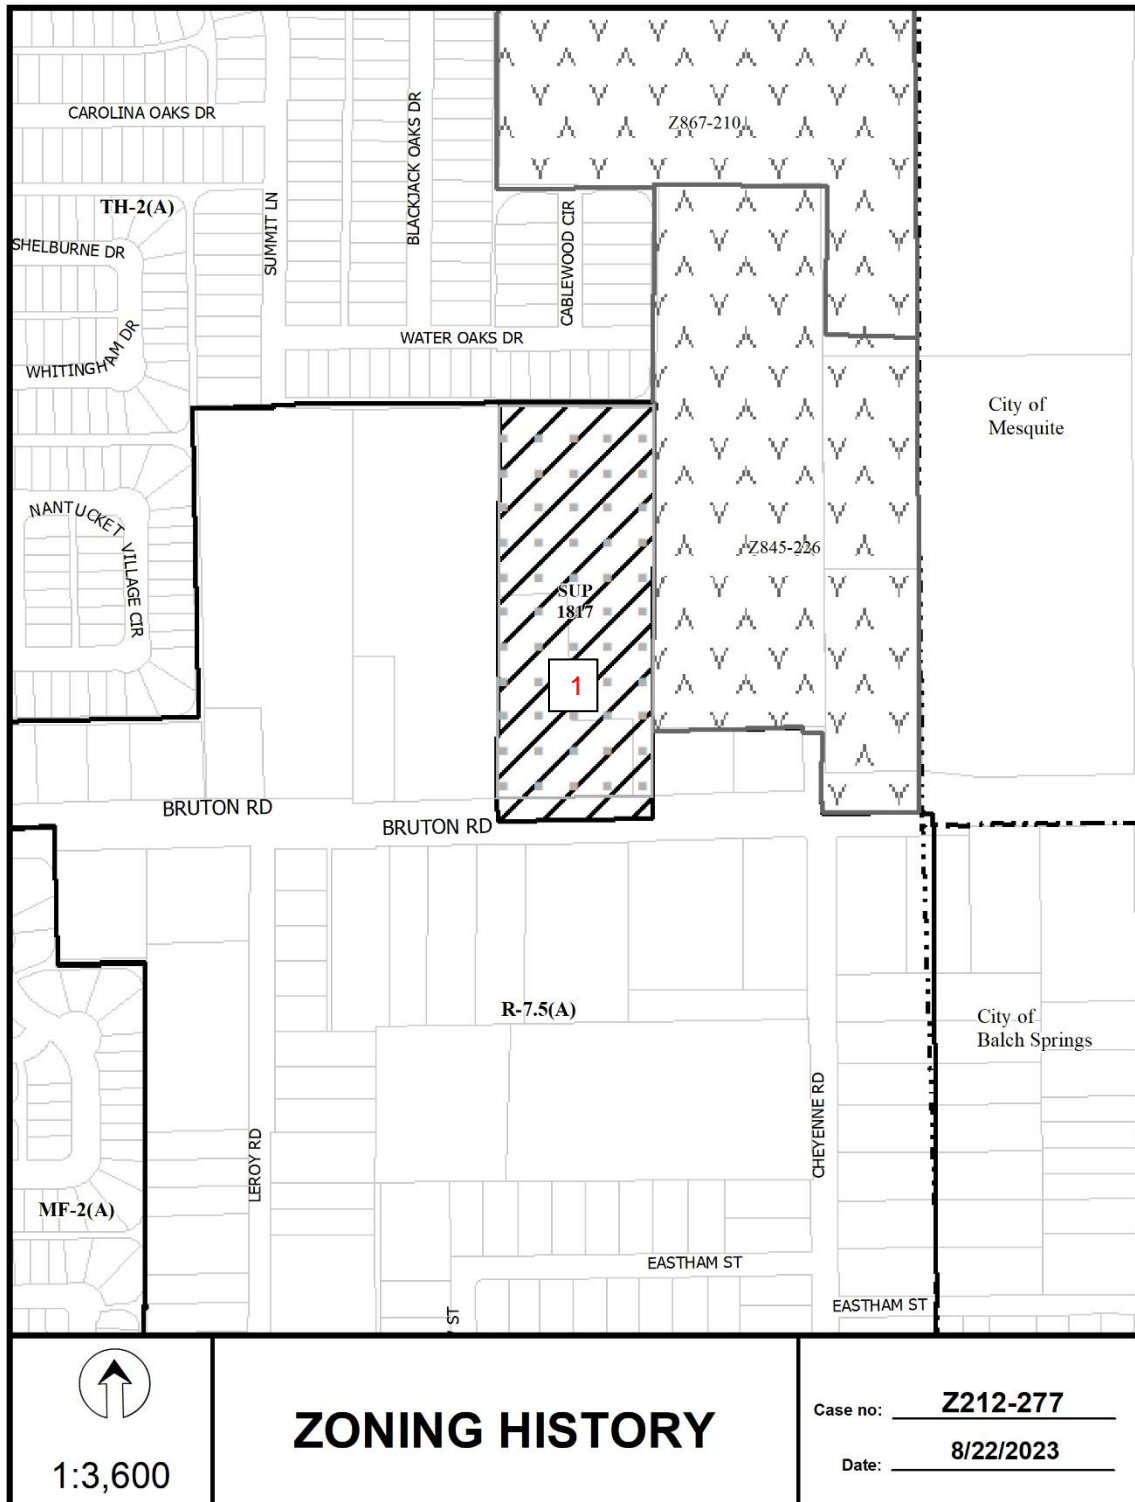 Z867-210
CAROLINA OAKS DR
BLACKJACK OAKS DR
TH-2(A)
SUMMIT LN
CABLEWOOD CIR
SHELBURNE DR
WATER OAKS DR
WHITINGHAM DR
City of
Mesquite
NANTUCKET VILLAGE CIR
Z845-226
SUP
1817
1
BRUTON RD
BRUTON RD
R-7.5(A)
City of
Balch Springs
CHEYENNE RD
LEROY RD
MF-2(A)
EASTHAM ST
EASTHAM ST
ST
1:3,600
ZONING HISTORY
Case no: Z212-277
Date: 8/22/2023